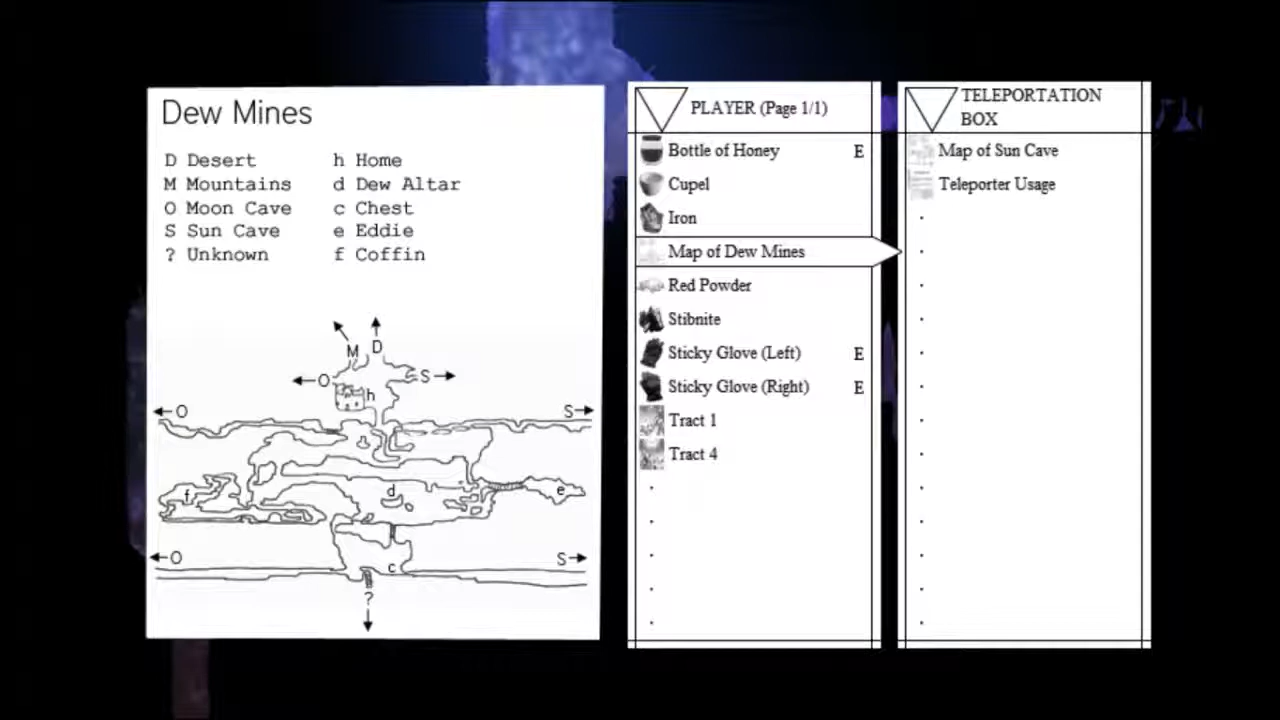 Dew Mines
D Desert
M Mountains
O Moon Cave
S Sun Cave
? Unknown
h Home
d Dew Altar
c Chest
e Eddie
f Coffin
M
D
O
S
h
O
S
f
d
e
O
S
c
?
PLAYER (Page 1/1)
Bottle of Honey E
Cupel
Iron
Map of Dew Mines
Red Powder
Stibnite
Sticky Glove (Left) E
Sticky Glove (Right) E
Tract 1
Tract 4
TELEPORTATION
BOX
Map of Sun Cave
Teleporter Usage